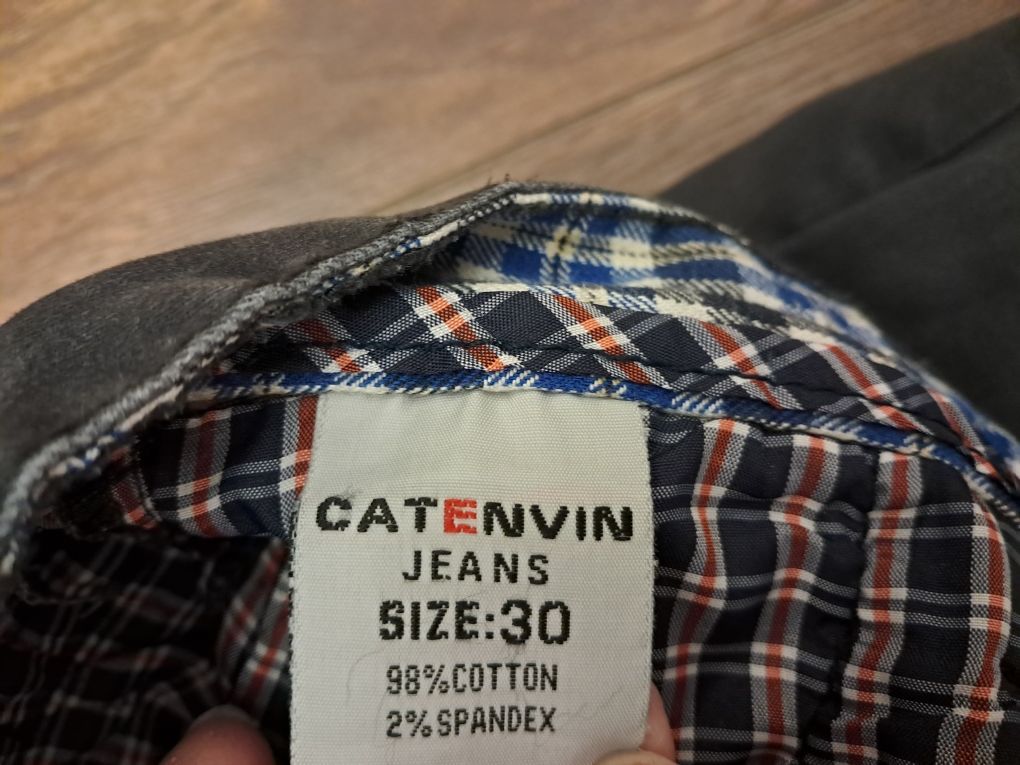 CATENVIN
JEANS
SIZE:30
98%COTTON
2%SPANDEX